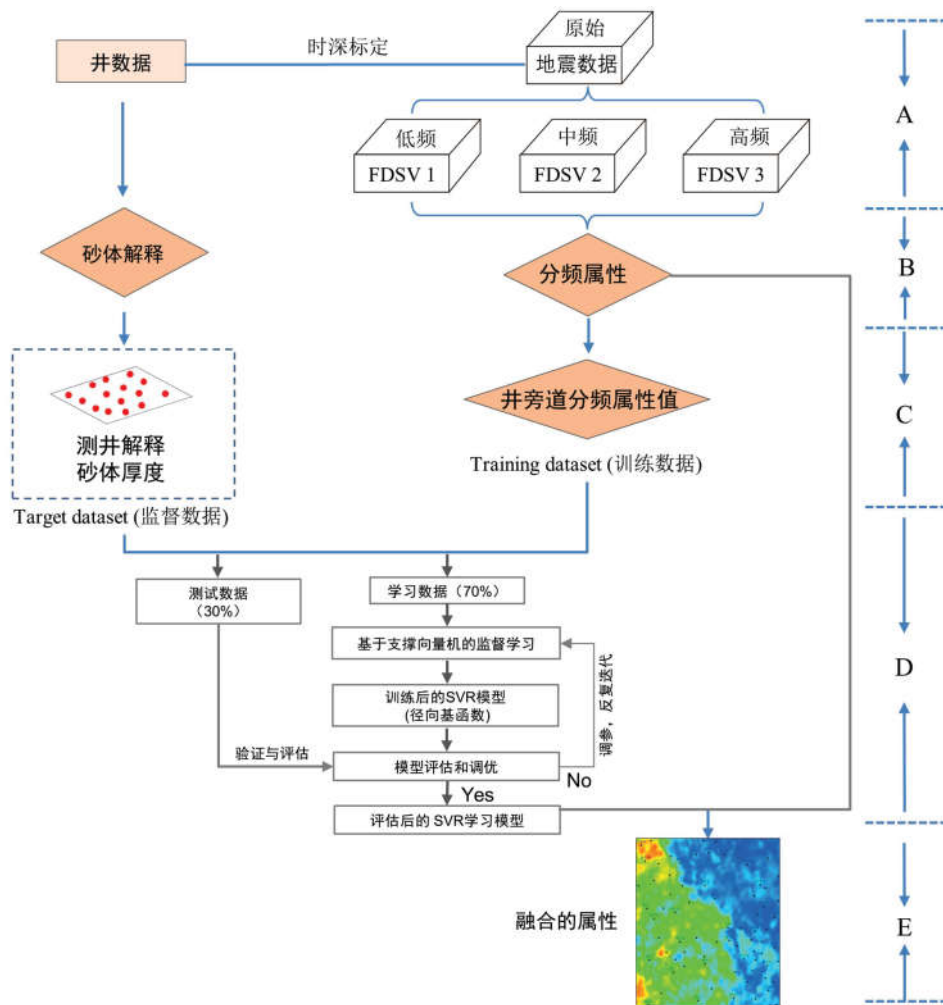 原始
时深标定
井数据
地震数据
A
低频
中频
高频
FDSV 1
FDSV 2
FDSV 3
砂体解释
分频属性
B
井旁道分频属性值
C
测井解释
砂体厚度
Training dataset (训练数据)
Target dataset (监督数据)
测试数据
(30%)
学习数据（70%）
基于支撑向量机的监督学习
训练后的SVR模型
(径向基函数)
调参，反复迭代
D
验证与评估
模型评估和调优
No
Yes
评估后的 SVR学习模型
融合的属性
E